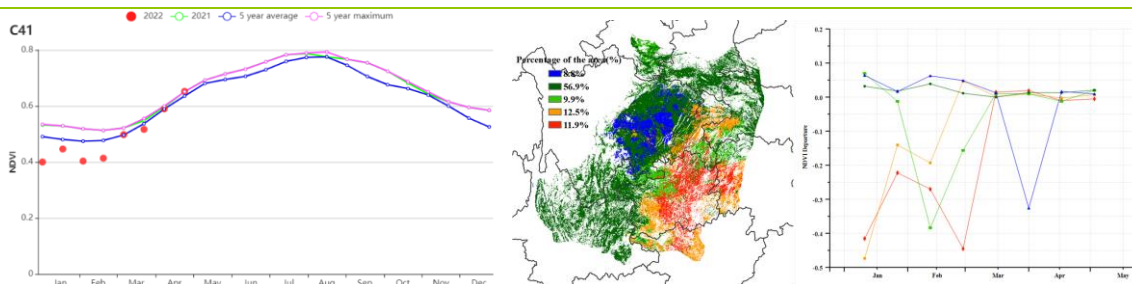 2022 2021 5 year average 5 year maximum
C41
0.8
0.6
0.4
0.2
0
NDVI
Jan Feb Mar Apr May Jun Jul Aug Sep Oct Nov Dec
Percentage of the area(%)
8.8%
56.9%
9.9%
12.5%
11.9%
0.2
0.1
0.0
-0.1
-0.2
-0.3
-0.4
-0.5
NDVI Departure
Jan Feb Mar Apr May